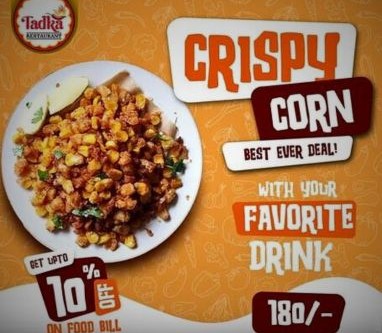 Tadka
RESTAURANT
CRISPY
CORN
BEST EVER DEAL!
WITH YOUR
FAVORITE
DRINK
GET UPTO
10% OFF
ON FOOD BILL
180/-